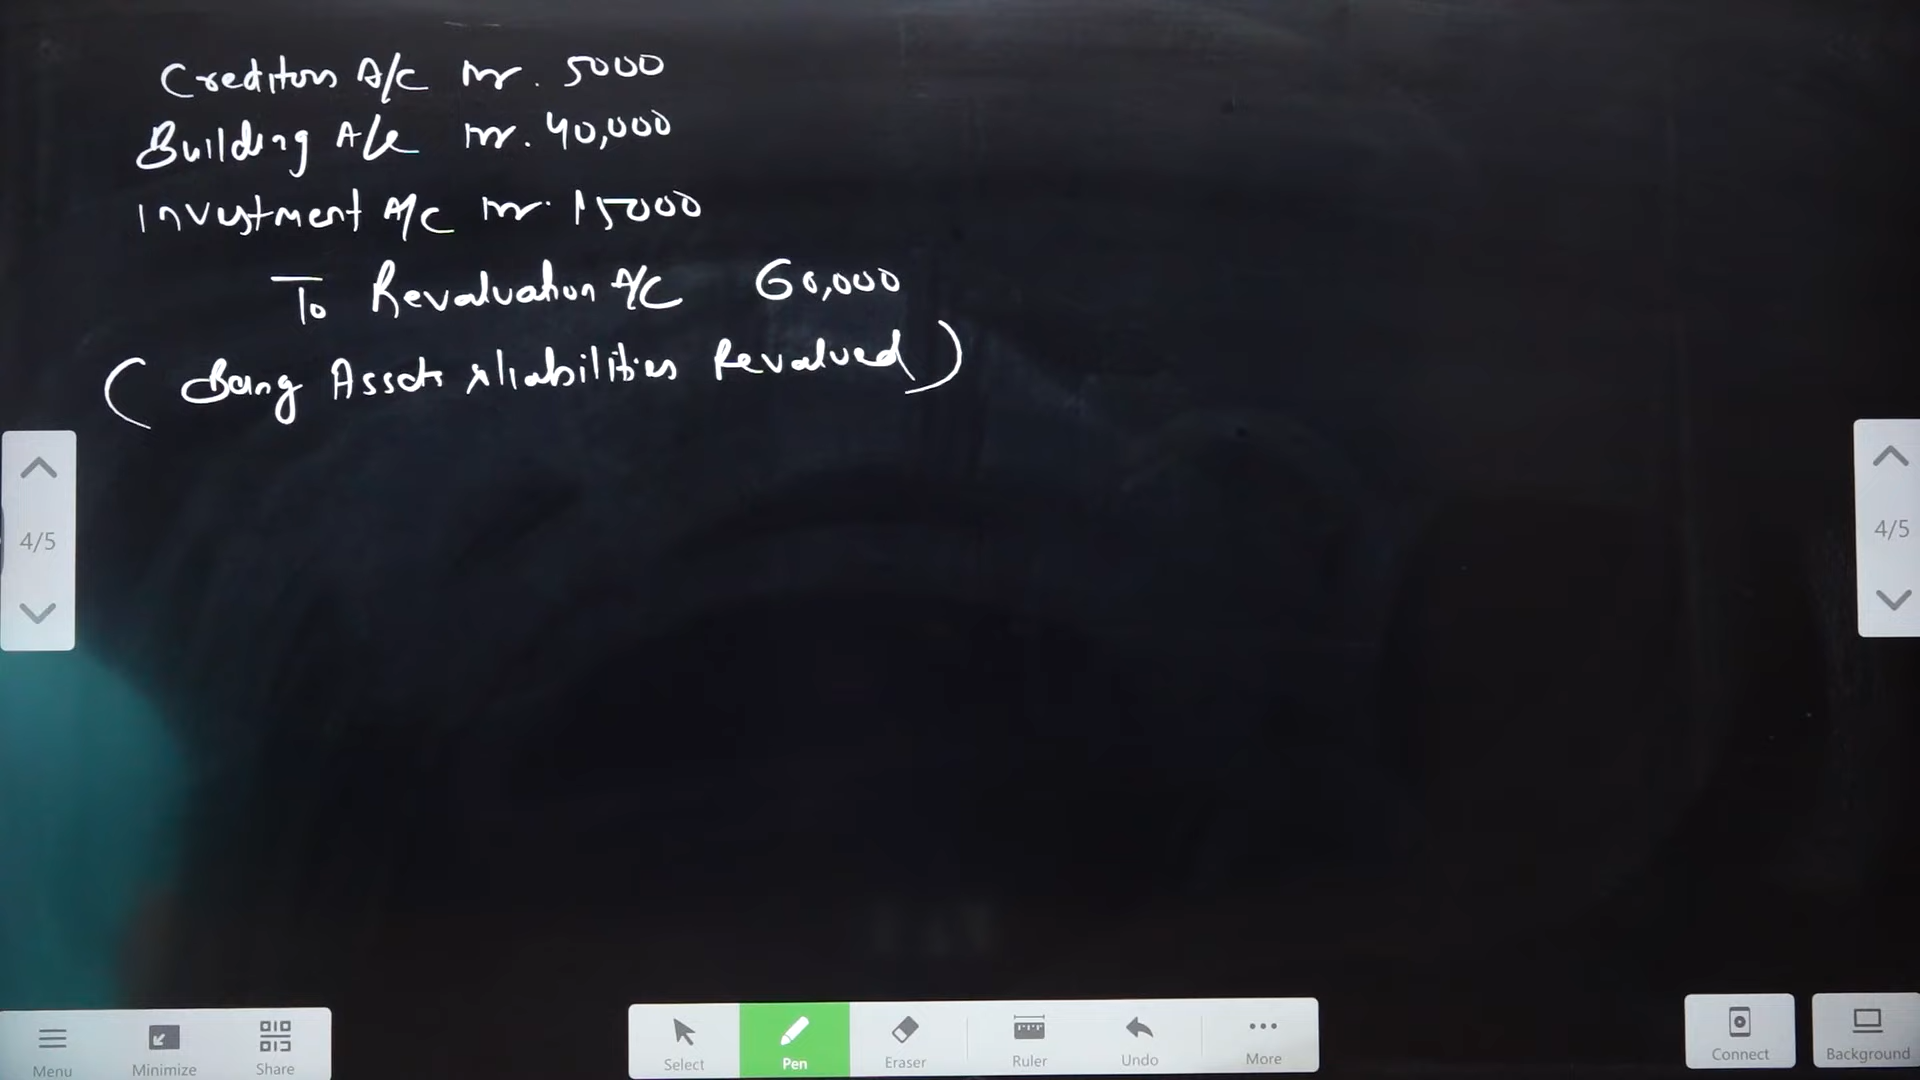 Creditors A/c Dr. 5000
Building A/c Dr. 40,000
Investment A/C Dr. 15000
To Revaluation A/C 60,000
( Being Assets & liabilities Revalued )
4/5
4/5
Menu
Minimize
Share
Select
Pen
Eraser
Ruler
Undo
More
Connect
Background